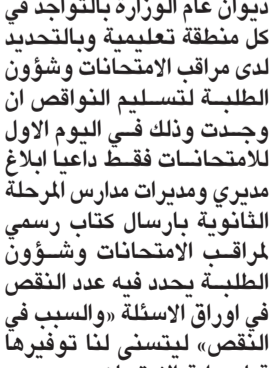 ديوان عام الوزارة بالتواجد في
كل منطقة تعليمية وبالتحديد
لدى مراقب الامتحانات وشؤون
الطلبة لتسليم النواقص ان
وجدت وذلك في اليوم الاول
للامتحانات فقط داعيا ابلاغ
مديري ومديرات مدارس المرحلة
الثانوية بارسال كتاب رسمي
لمراقب الامتحانات وشؤون
الطلبة يحدد فيه عدد النقص
في اوراق الاسئلة «والسبب في
النقص» ليتسنى لنا توفيرها